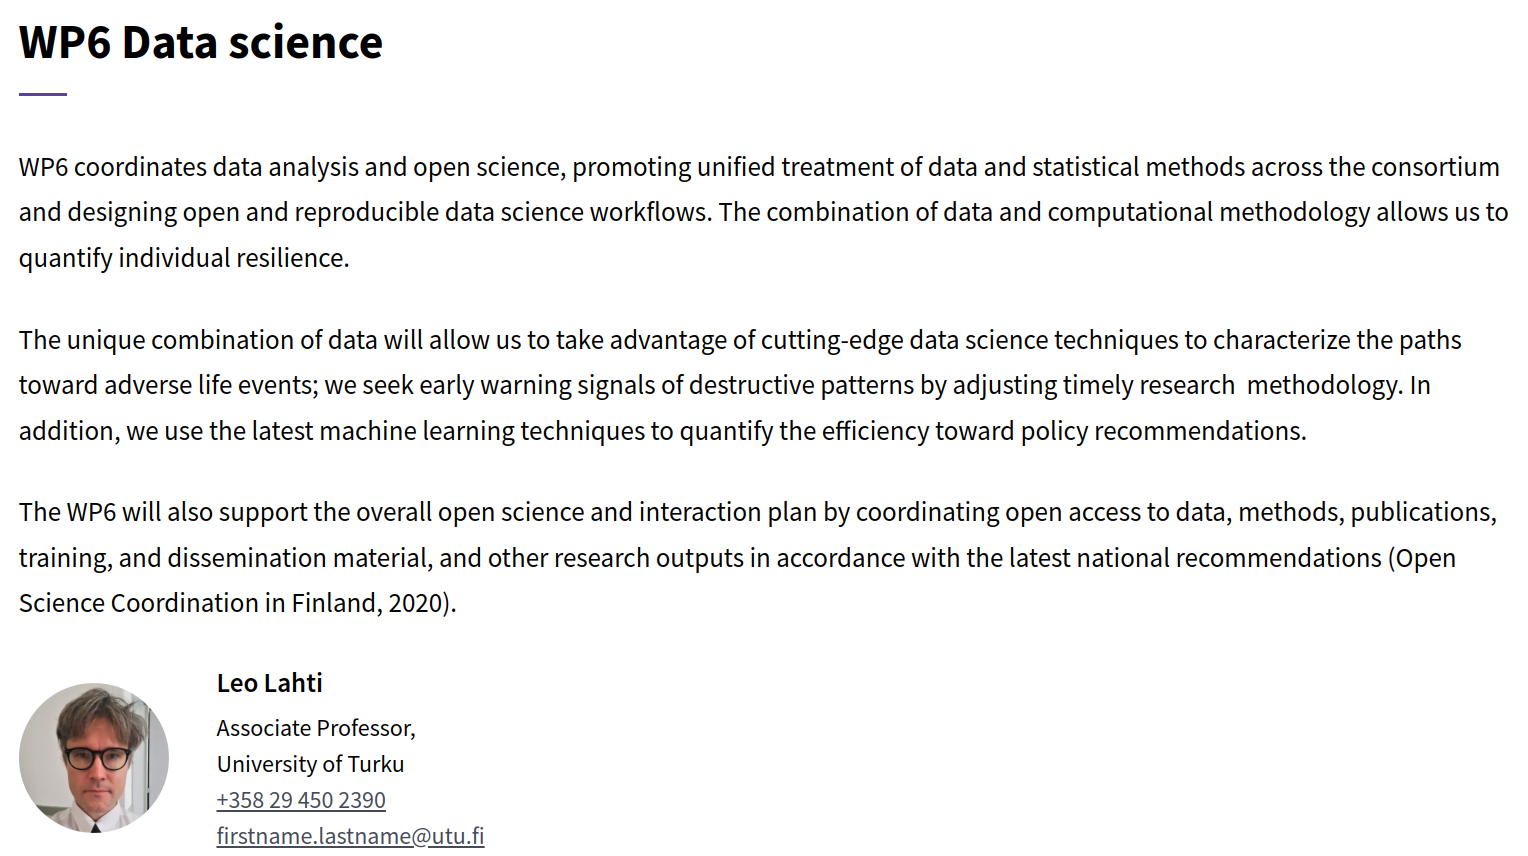 WP6 Data science
WP6 coordinates data analysis and open science, promoting unified treatment of data and statistical methods across the consortium
and designing open and reproducible data science workflows. The combination of data and computational methodology allows us to
quantify individual resilience.
The unique combination of data will allow us to take advantage of cutting-edge data science techniques to characterize the paths
toward adverse life events; we seek early warning signals of destructive patterns by adjusting timely research  methodology. In
addition, we use the latest machine learning techniques to quantify the efficiency toward policy recommendations.
The WP6 will also support the overall open science and interaction plan by coordinating open access to data, methods, publications,
training, and dissemination material, and other research outputs in accordance with the latest national recommendations (Open
Science Coordination in Finland, 2020).
Leo Lahti
Associate Professor,
University of Turku
+358 29 450 2390
firstname.lastname@utu.fi